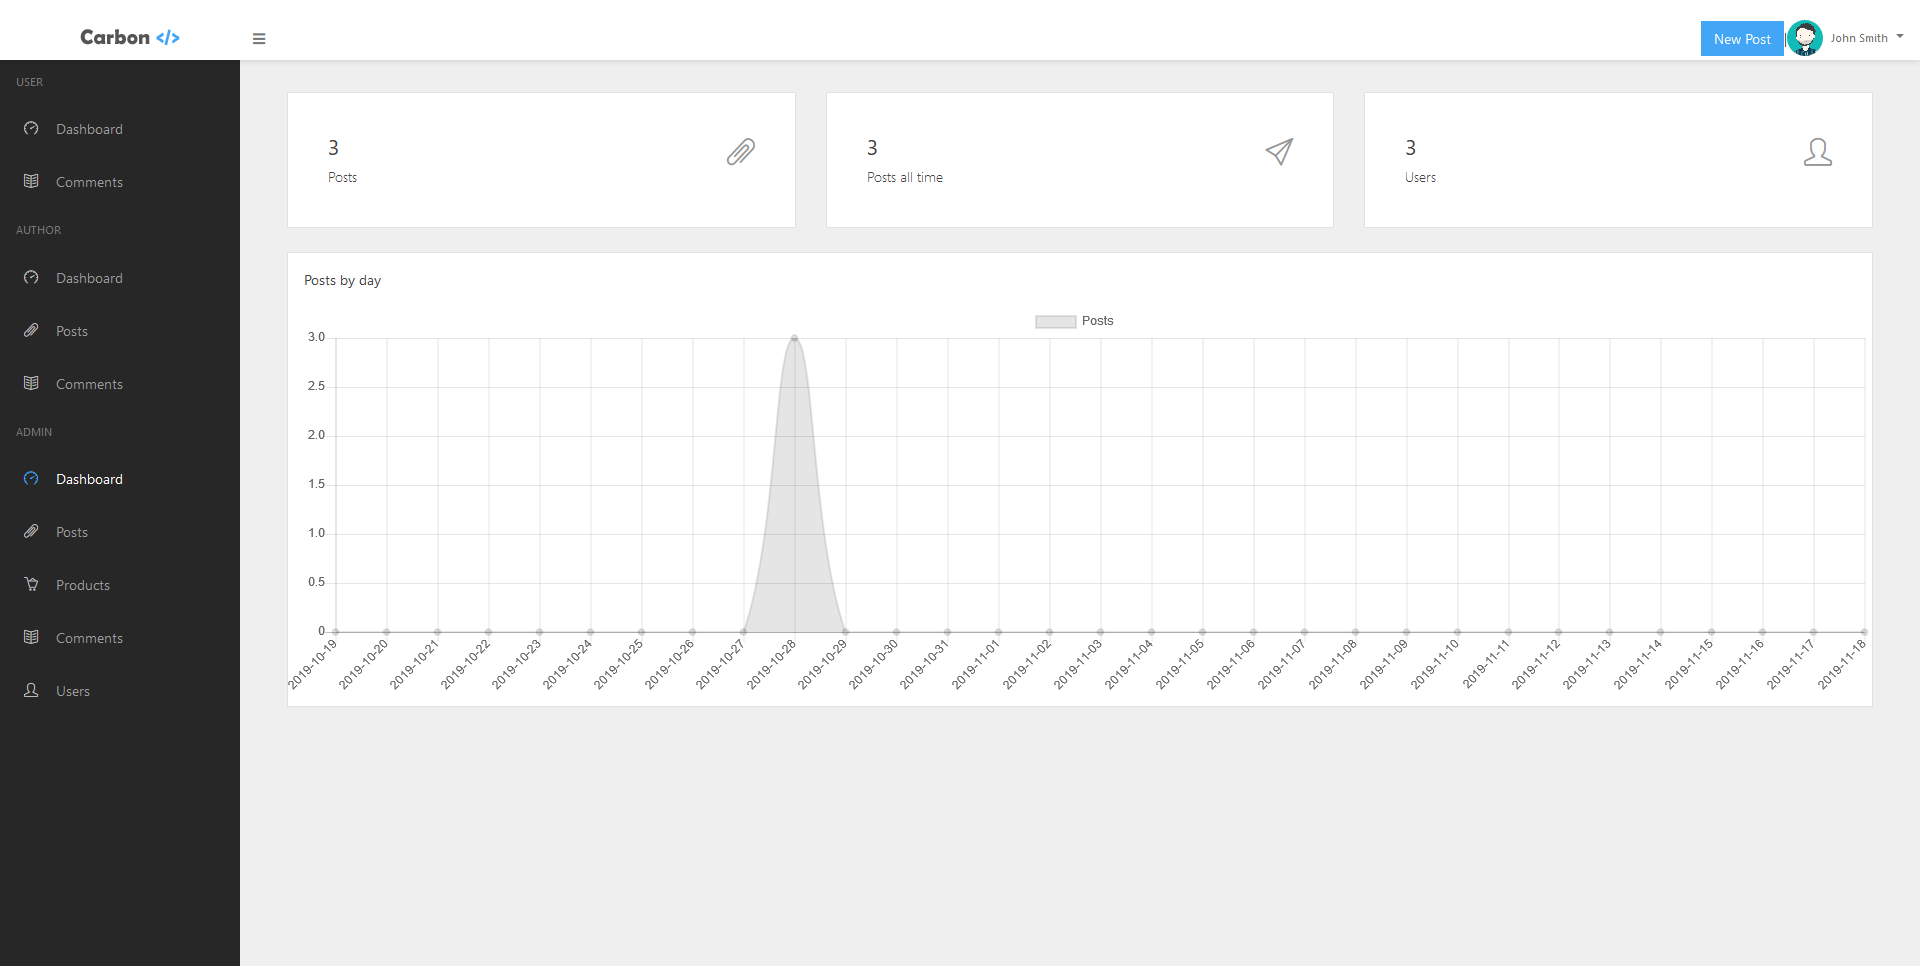 Carbon </>
New Post
John Smith
USER
Dashboard
Comments
AUTHOR
Dashboard
Posts
Comments
ADMIN
Dashboard
Posts
Products
Comments
Users
3
Posts
3
Posts all time
3
Users
Posts by day
Posts
3.0
2.5
2.0
1.5
1.0
0.5
0
2019-10-19
2019-10-20
2019-10-21
2019-10-22
2019-10-23
2019-10-24
2019-10-25
2019-10-26
2019-10-27
2019-10-28
2019-10-29
2019-10-30
2019-10-31
2019-11-01
2019-11-02
2019-11-03
2019-11-04
2019-11-05
2019-11-06
2019-11-07
2019-11-08
2019-11-09
2019-11-10
2019-11-11
2019-11-12
2019-11-13
2019-11-14
2019-11-15
2019-11-16
2019-11-17
2019-11-18